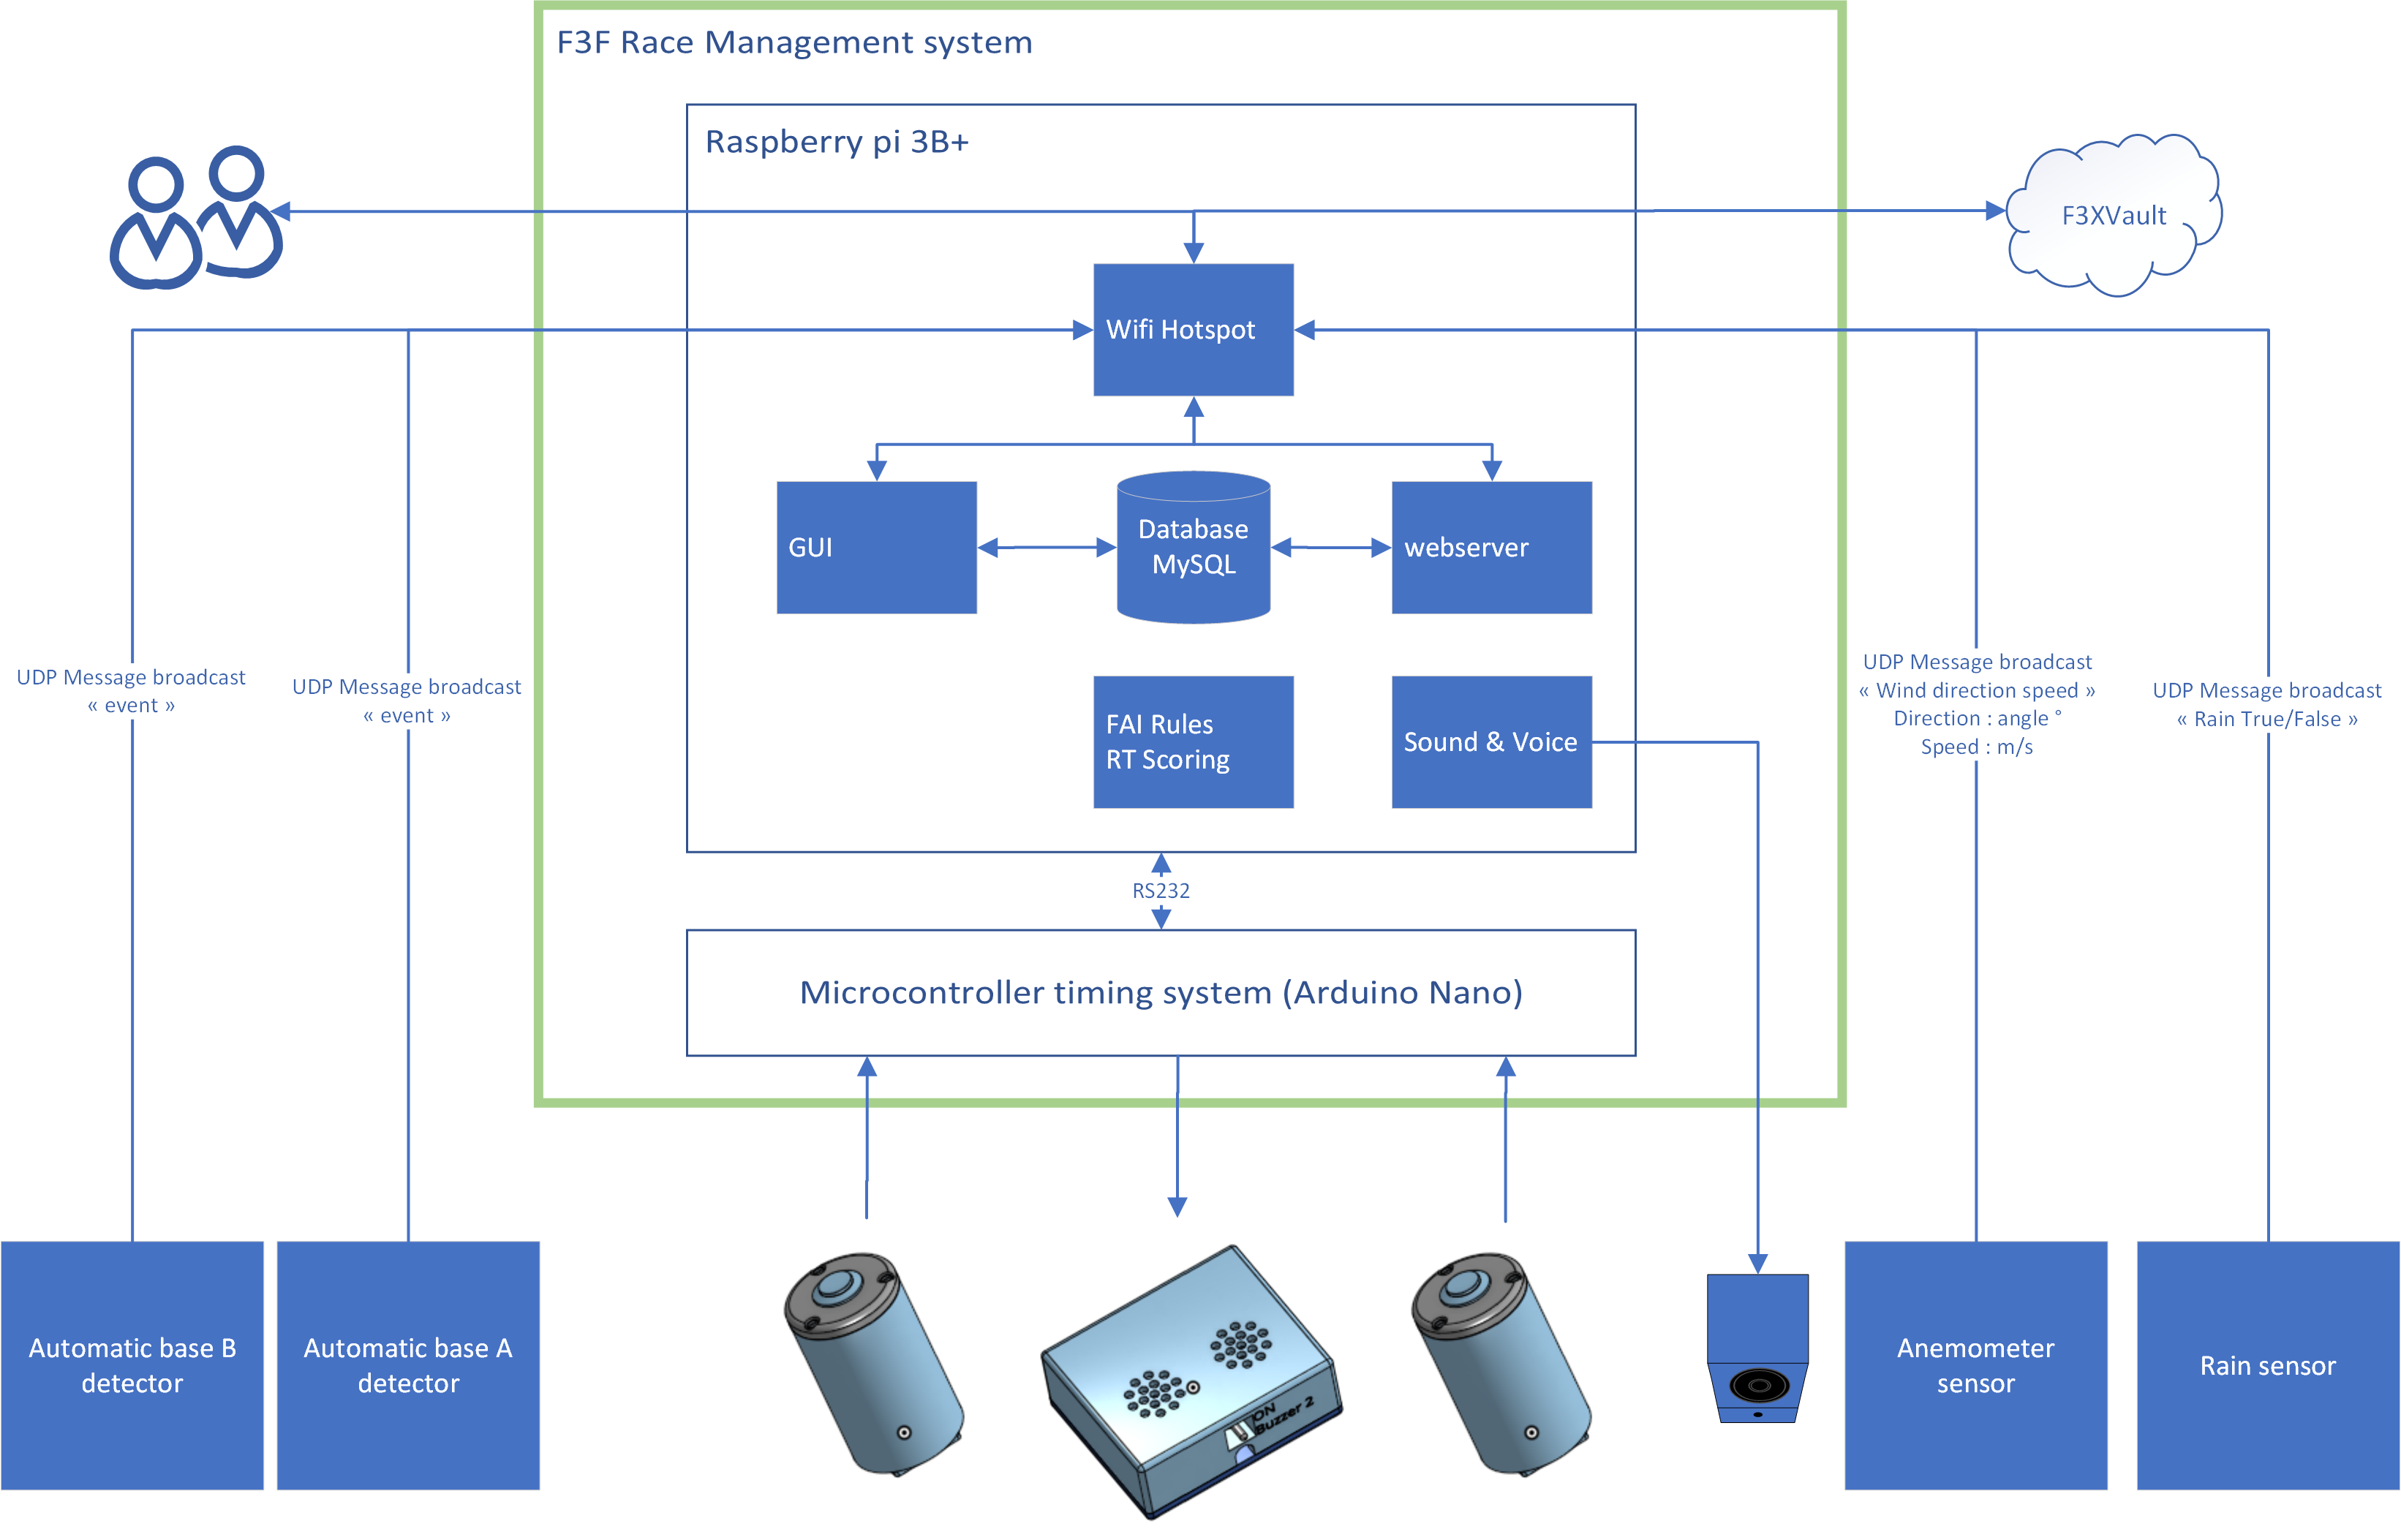 F3F Race Management system
Raspberry pi 3B+
F3XVault
Wifi Hotspot
GUI
Database
MySQL
webserver
UDP Message broadcast
« event »
UDP Message broadcast
« event »
FAI Rules
RT Scoring
Sound & Voice
UDP Message broadcast
« Wind direction speed »
Direction : angle °
Speed : m/s
UDP Message broadcast
« Rain True/False »
RS232
Microcontroller timing system (Arduino Nano)
Automatic base B
detector
Automatic base A
detector
ON
Buzzer 2
Anemometer
sensor
Rain sensor